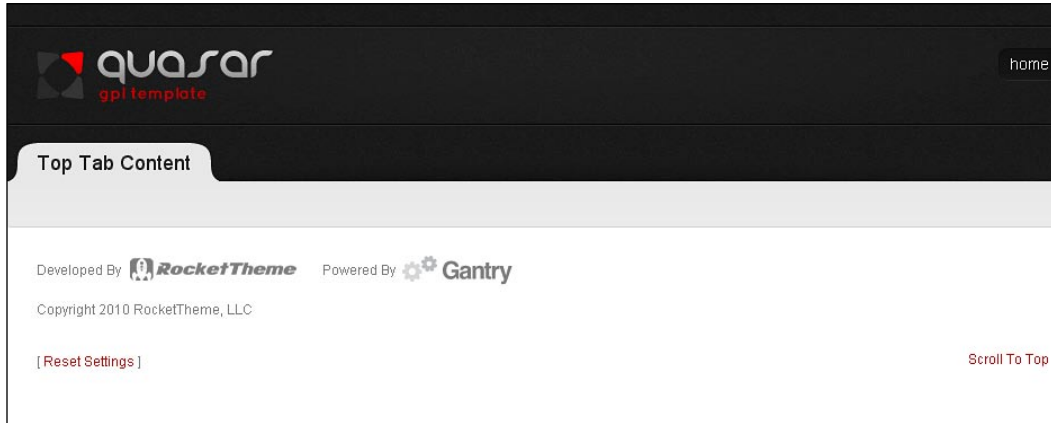 quasar
gpl template
home
Top Tab Content
Developed By RocketTheme Powered By Gantry
Copyright 2010 RocketTheme, LLC
[ Reset Settings ]
Scroll To Top